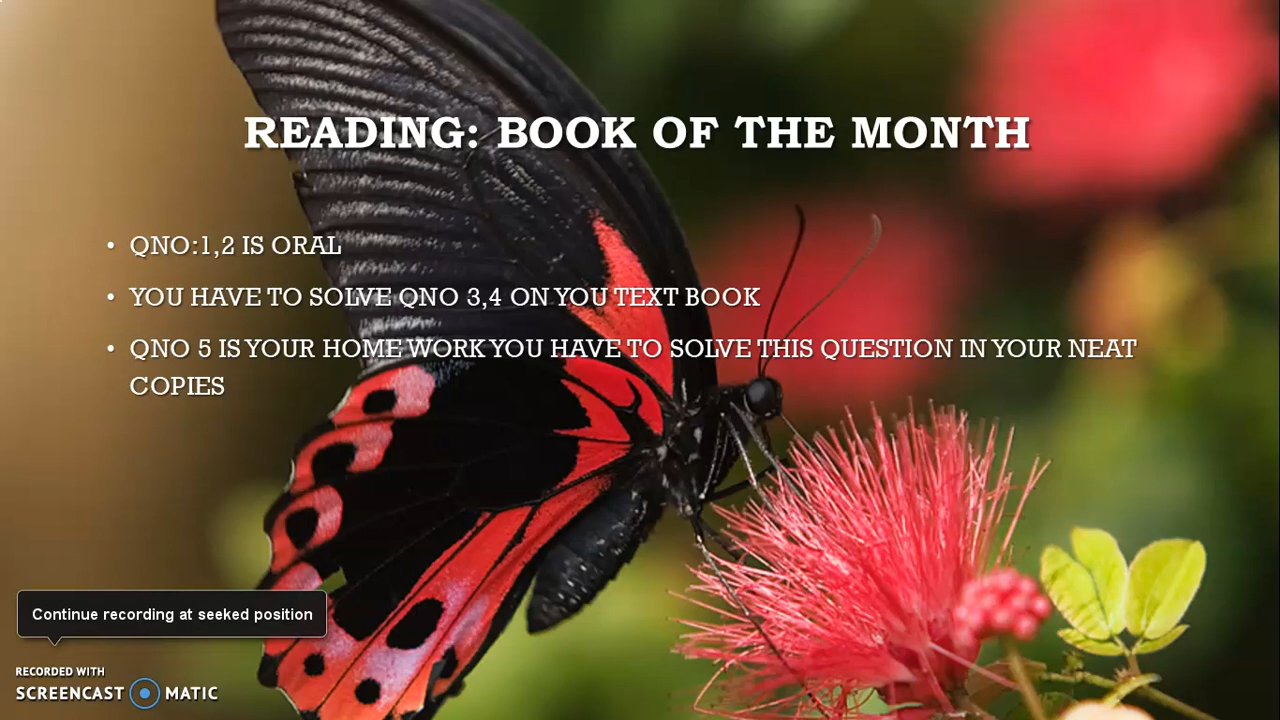 READING: BOOK OF THE MONTH
• QNO:1,2 IS ORAL
• YOU HAVE TO SOLVE QNO 3,4 ON YOU TEXT BOOK
• QNO 5 IS YOUR HOME WORK YOU HAVE TO SOLVE THIS QUESTION IN YOUR NEAT
COPIES
Continue recording at seeked position
RECORDED WITH
SCREENCAST MATIC